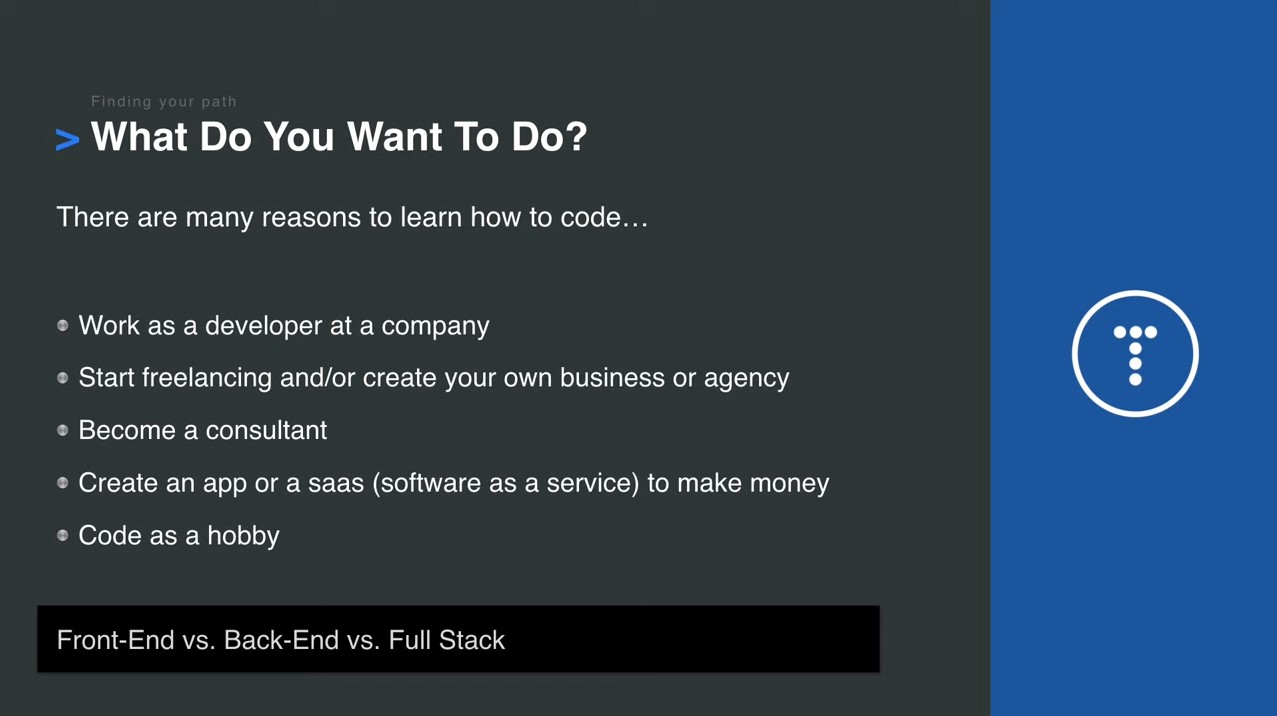 Finding your path
> What Do You Want To Do?
There are many reasons to learn how to code…
Work as a developer at a company
Start freelancing and/or create your own business or agency
Become a consultant
Create an app or a saas (software as a service) to make money
Code as a hobby
Front-End vs. Back-End vs. Full Stack
T